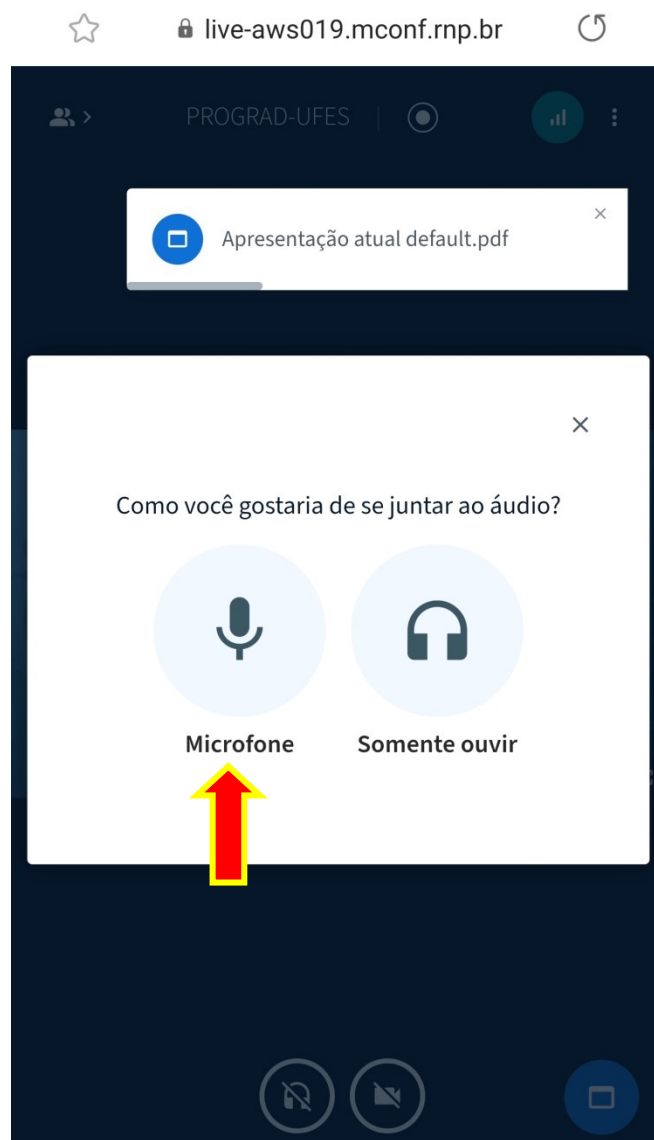 live-aws019.mconf.rnp.br
PROGRAD-UFES
Apresentação atual default.pdf
Como você gostaria de se juntar ao áudio?
Microfone
Somente ouvir